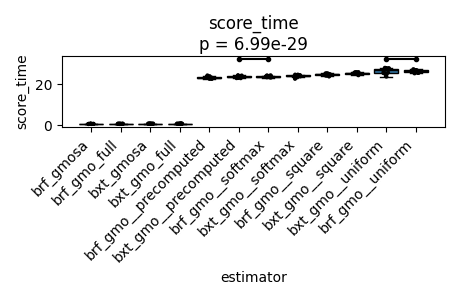 score_time
p = 6.99e-29
score_time
20
0
brf_gmosa
brf_gmo_full
bxt_gmosa
bxt_gmo_full
brf_gmo__precomputed
bxt_gmo__precomputed
brf_gmo__softmax
bxt_gmo__softmax
brf_gmo__square
bxt_gmo__square
bxt_gmo__uniform
brf_gmo__uniform
estimator